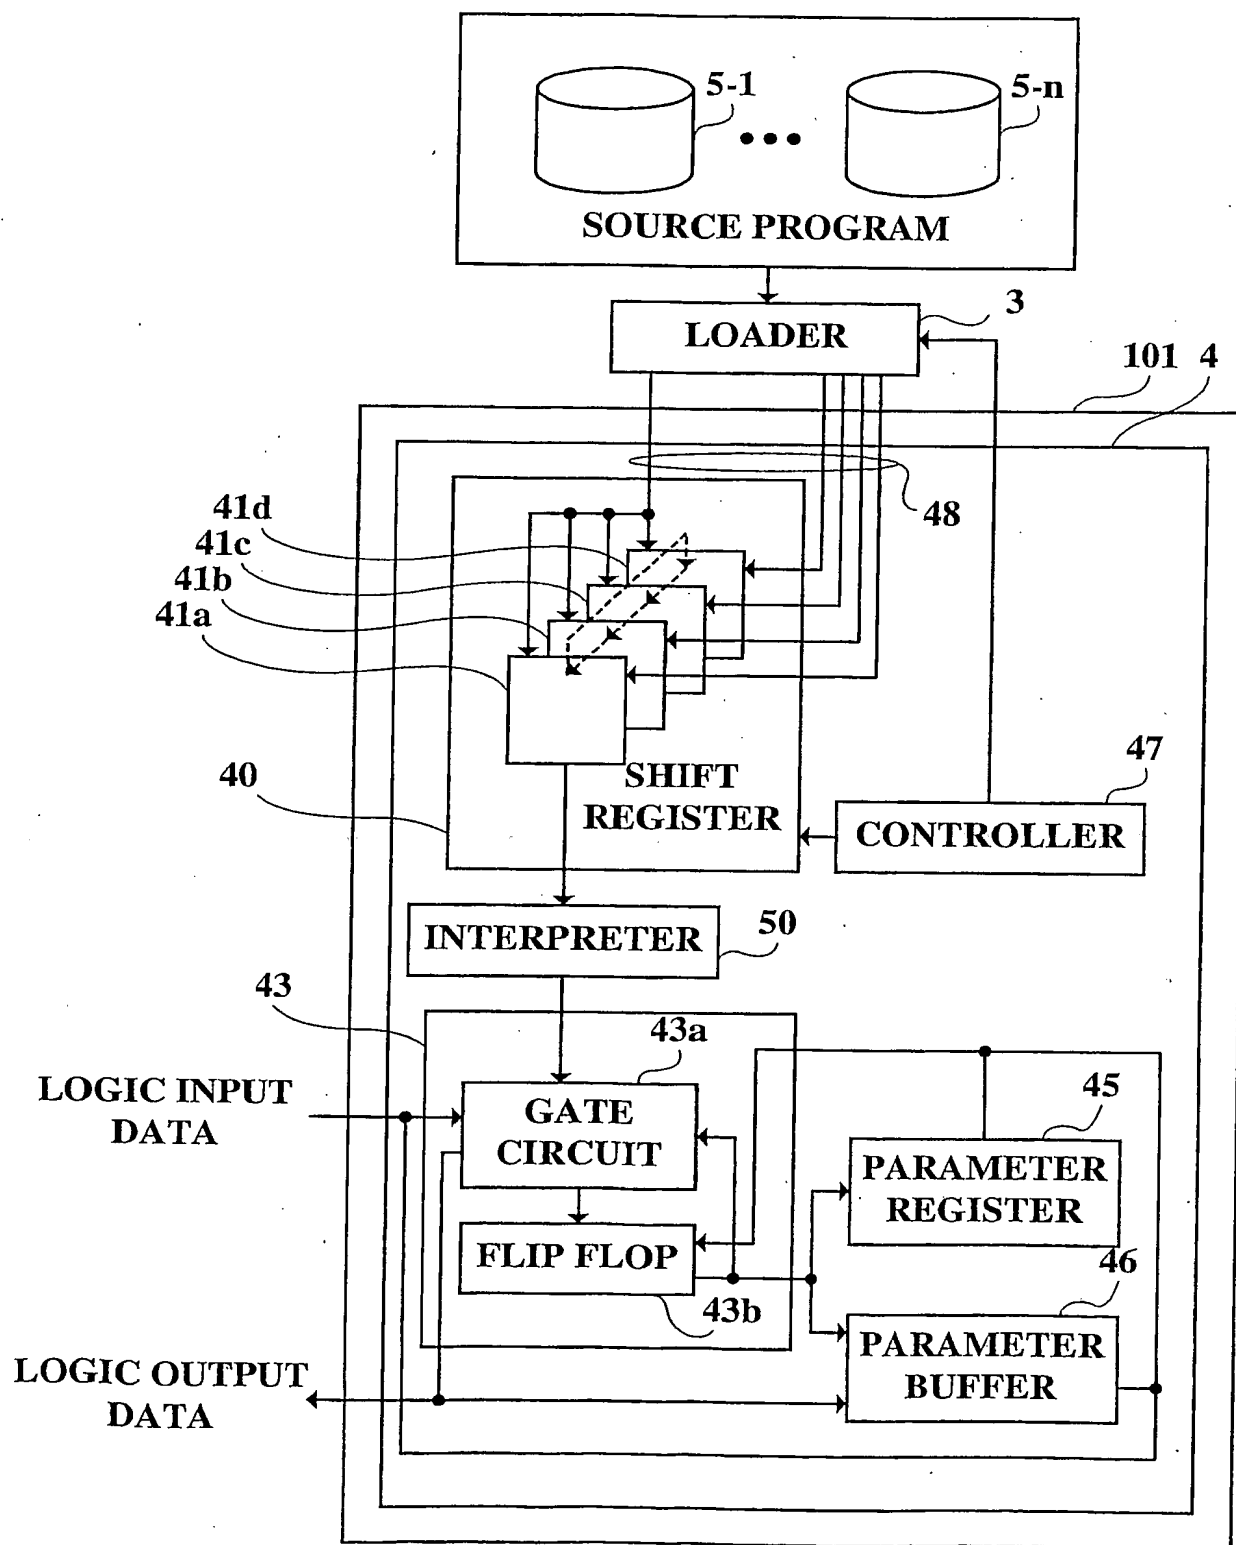 5-1
5-n
SOURCE PROGRAM
3
LOADER
101
4
48
41d
41c
41b
41a
40
SHIFT
REGISTER
47
CONTROLLER
50
INTERPRETER
43
43a
LOGIC INPUT
DATA
GATE
CIRCUIT
45
PARAMETER
REGISTER
FLIP FLOP
43b
46
PARAMETER
BUFFER
LOGIC OUTPUT
DATA